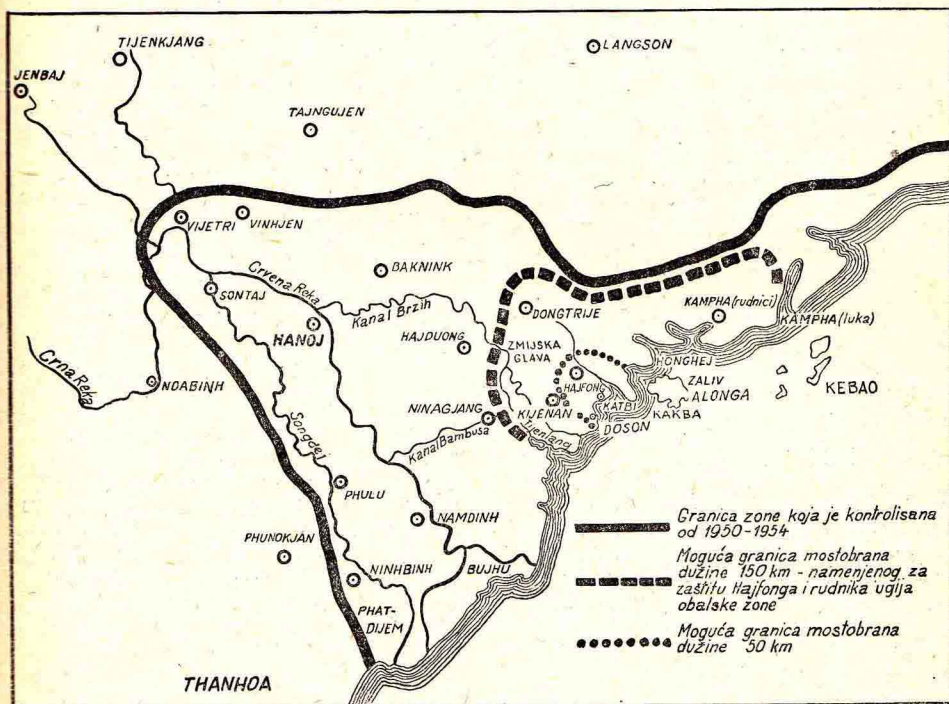 TIJENKJANG
LANGSON
JENBAJ
TAJNGUJEN
VIJETRI
VINHJEN
BAKNINK
Crvena Reka
SONTAJ
Kanal Brzih
DONGTRIJE
KAMPHA (rudnici)
KAMPHA (luka)
HANOJ
HAJDUONG
ZMIJSKA
GLAVA
HONGHEJ
ZALIV
ALONGA
KEBAO
Crna Reka
NOABINH
HAJFONG
KATBI
KAKBA
NINAGJANG
KIJENAN
DOSON
Songdej
Kanal Bambusa
PHULU
NAMDINH
PHUNOKJAN
NINHBINH
BUJHU
PHAT-
DIJEM
THANHOA
Granica zone koja je kontrolisana
od 1950-1954
Moguća granica mostobrana
dužine 150 km - namenjenog za
zaštitu Hajfonga i rudnika uglja
obalske zone
Moguća granica mostobrana
dužine 50 km